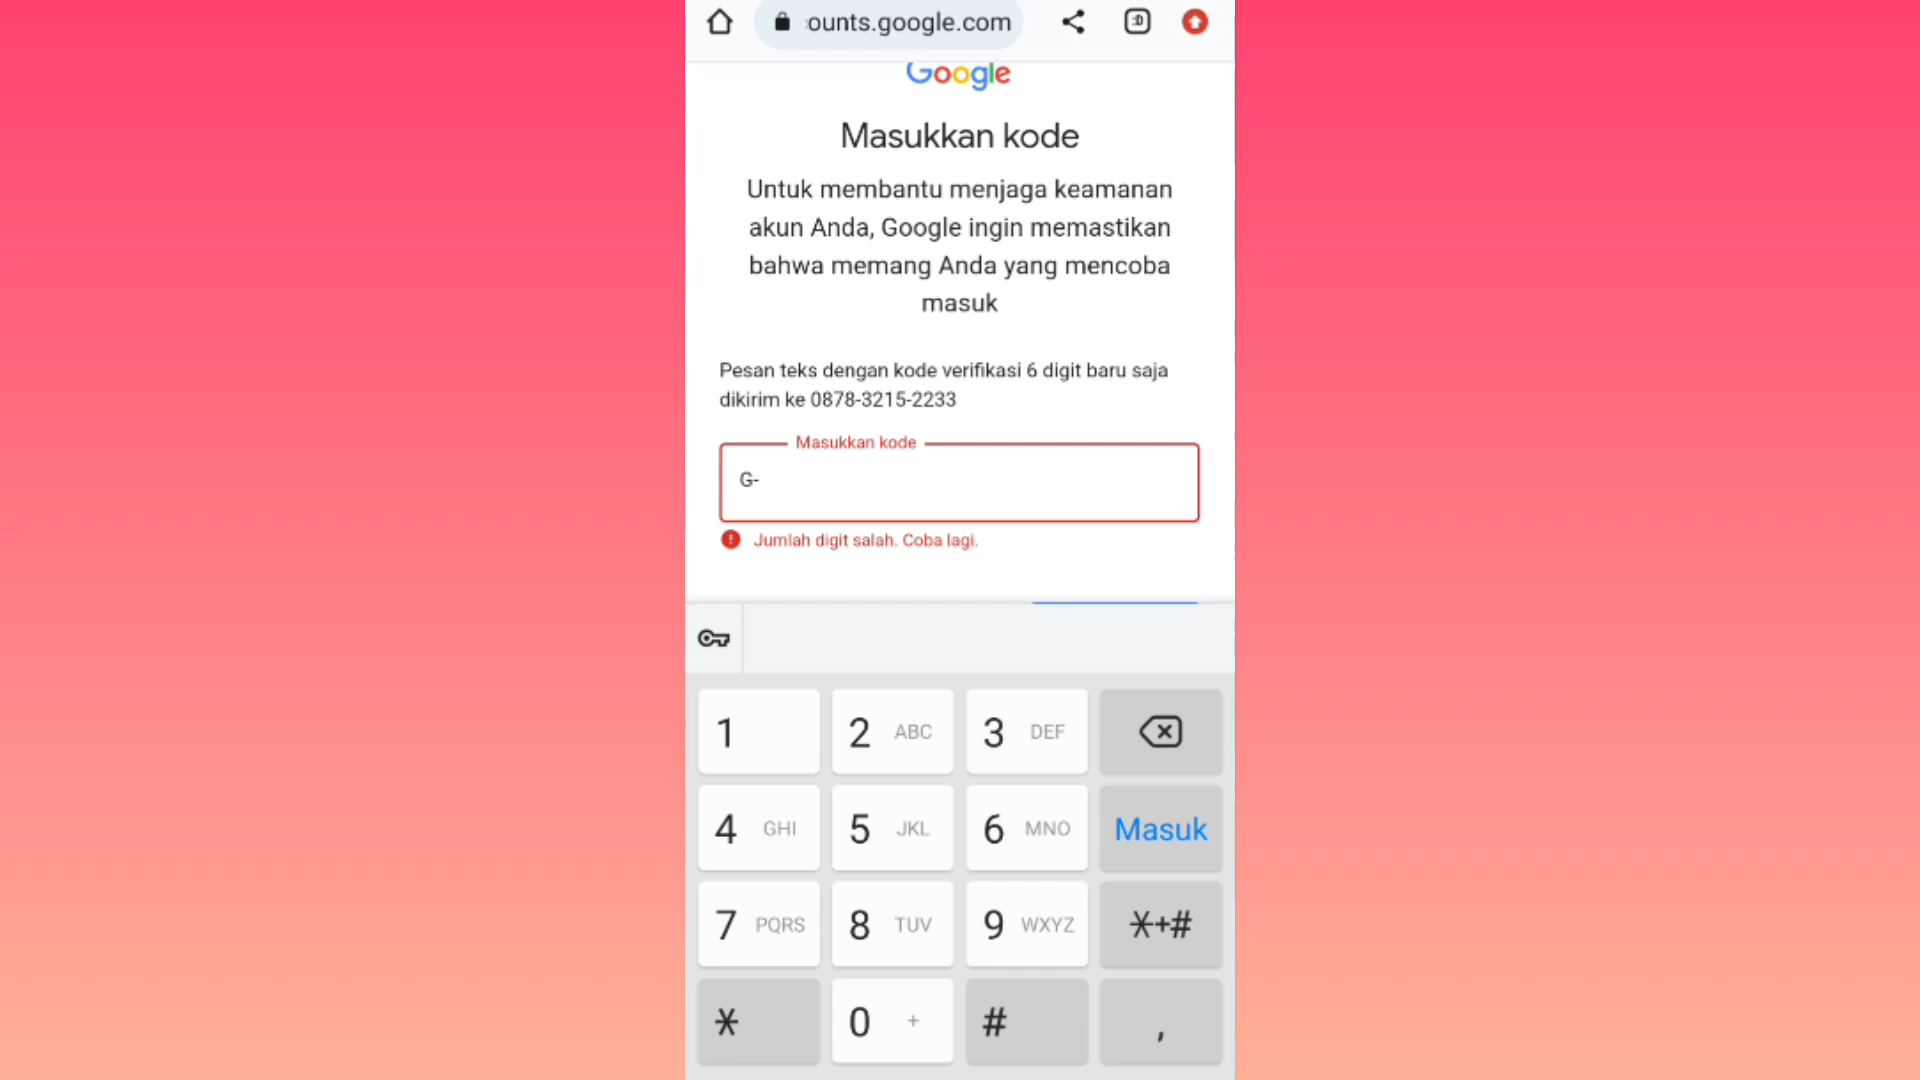 ounts.google.com
:D
Google
Masukkan kode
Untuk membantu menjaga keamanan
akun Anda, Google ingin memastikan
bahwa memang Anda yang mencoba
masuk
Pesan teks dengan kode verifikasi 6 digit baru saja
dikirim ke 0878-3215-2233
Masukkan kode
G-
Jumlah digit salah. Coba lagi.
1
2 ABC
3 DEF
4 GHI
5 JKL
6 MNO
Masuk
7 PQRS
8 TUV
9 WXYZ
*+#
*
0 +
#
,